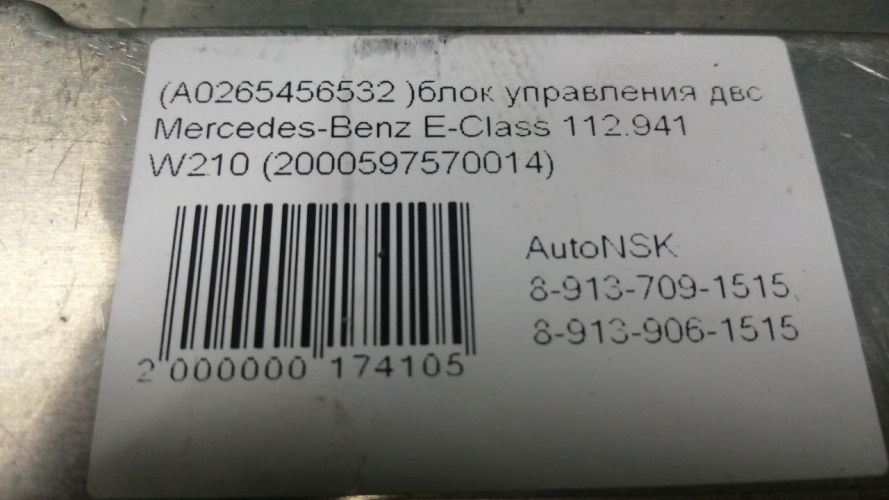 (A0265456532 )блок управления двс
Mercedes-Benz E-Class 112.941
W210 (2000597570014)
AutoNSK
8-913-709-1515,
8-913-906-1515
2 000000 174105